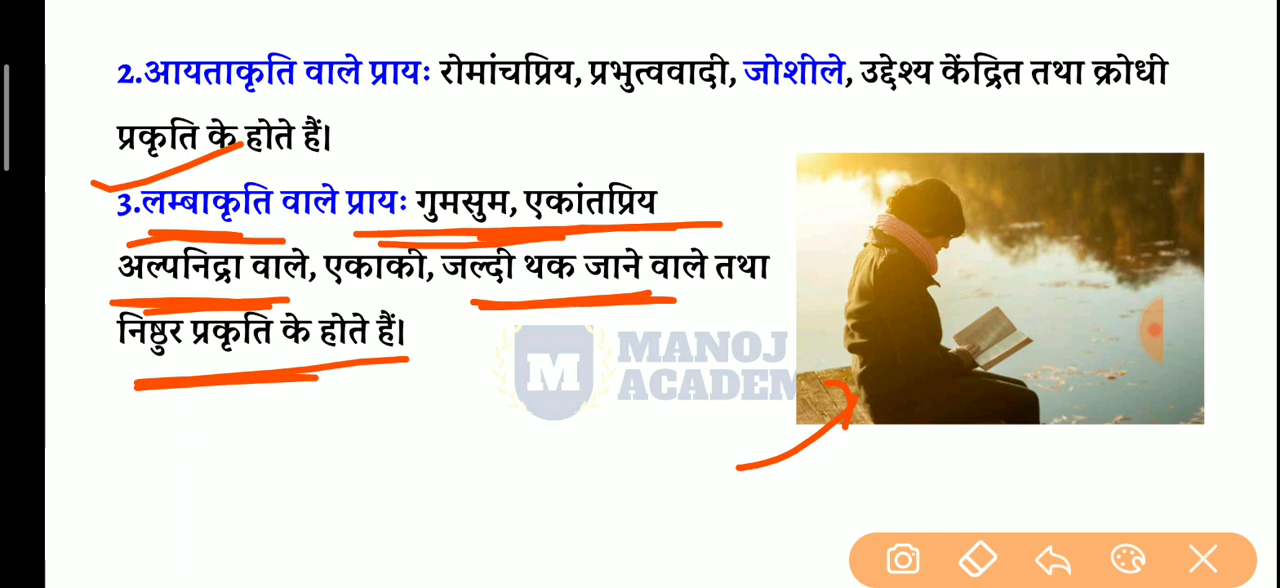 2.आयताकृति वाले प्रायः रोमांचप्रिय, प्रभुत्ववादी, जोशीले, उद्देश्य केंद्रित तथा क्रोधी
प्रकृति के होते हैं।
3.लम्बाकृति वाले प्रायः गुमसुम, एकांतप्रिय
अल्पनिद्रा वाले, एकाकी, जल्दी थक जाने वाले तथा
निष्ठुर प्रकृति के होते हैं।
M
MANOJ
ACADEM